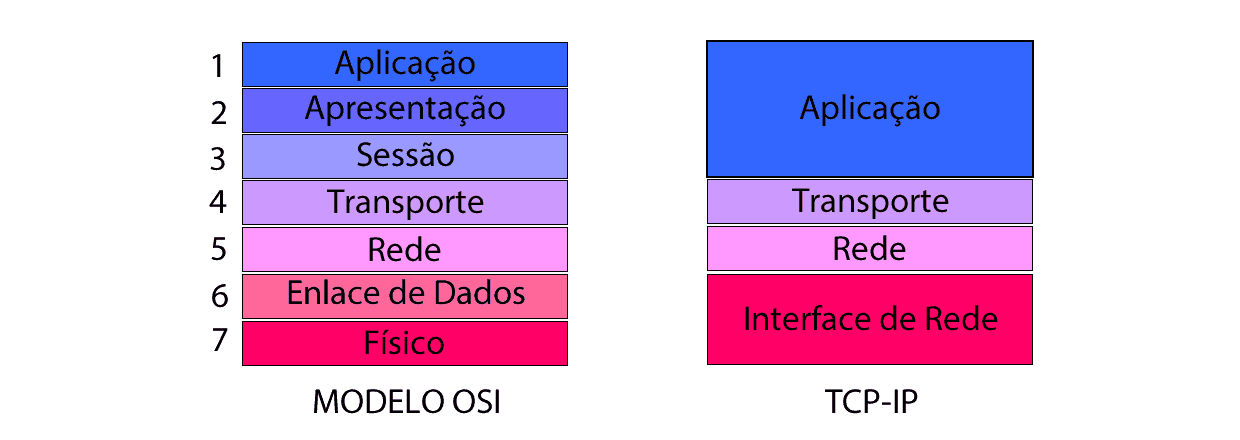 1 Aplicação
2 Apresentação
3 Sessão
4 Transporte
5 Rede
6 Enlace de Dados
7 Físico
MODELO OSI
Aplicação
Transporte
Rede
Interface de Rede
TCP-IP